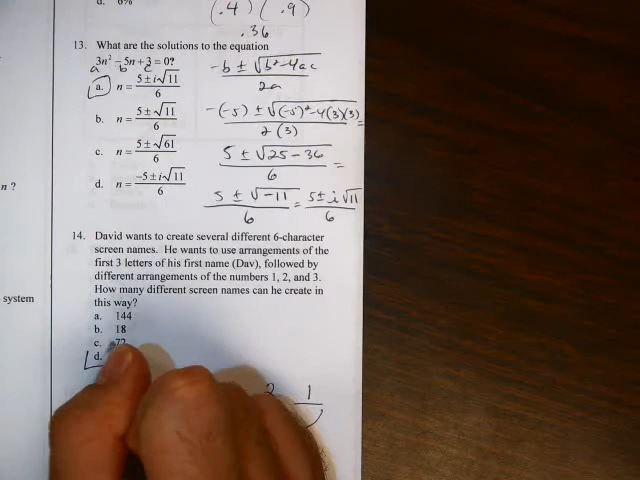 d. 6%
(.4)(.9)
.36
13. What are the solutions to the equation
3n² − 5n + 3 = 0?
a b c
a. n = (5 ± i√11)/6
b. n = (5 ± √11)/6
c. n = (5 ± √61)/6
d. n = (−5 ± i√11)/6
-b ± √b²-4ac
2a
-(-5) ± √(-5)²-4(3)(3) =
2(3)
5 ± √25-36 =
6
5 ± √-11 = 5 ± i√11
6 6
n ?
system
14. David wants to create several different 6-character
screen names. He wants to use arrangements of the
first 3 letters of his first name (Dav), followed by
different arrangements of the numbers 1, 2, and 3.
How many different screen names can he create in
this way?
a. 144
b. 18
c. 72
d.
2 1